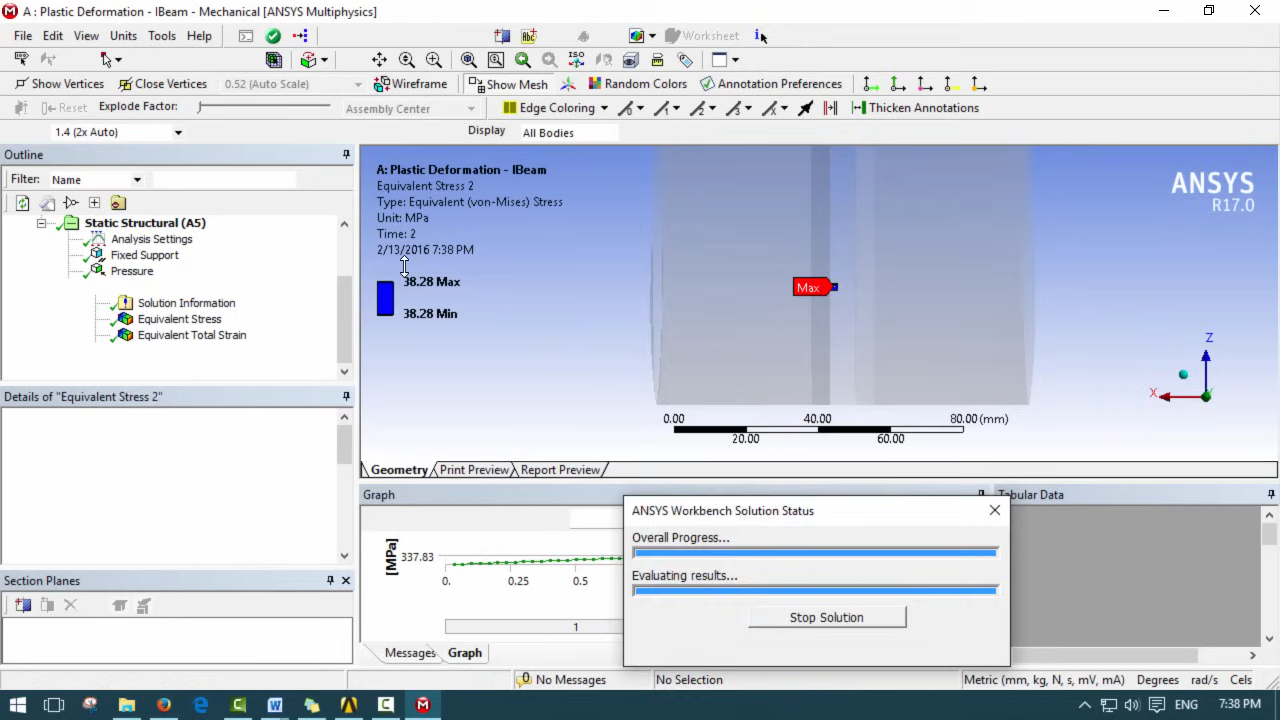 A : Plastic Deformation - IBeam - Mechanical [ANSYS Multiphysics]
File Edit View Units Tools Help Worksheet
Show Vertices Close Vertices 0.52 (Auto Scale) Wireframe Show Mesh Random Colors Annotation Preferences
Reset Explode Factor: Assembly Center Edge Coloring Thicken Annotations
1.4 (2x Auto) Display All Bodies
Outline
Filter: Name
Static Structural (A5)
Analysis Settings
Fixed Support
Pressure
Solution Information
Equivalent Stress
Equivalent Total Strain
Details of "Equivalent Stress 2"
Section Planes
A: Plastic Deformation - IBeam
Equivalent Stress 2
Type: Equivalent (von-Mises) Stress
Unit: MPa
Time: 2
2/13/2016 7:38 PM
38.28 Max
38.28 Min
Max
ANSYS
R17.0
Z
X
Y
0.00 40.00 80.00 (mm)
20.00 60.00
Geometry Print Preview Report Preview
Graph
[MPa]
337.83
0. 0.25 0.5
1
Messages Graph
Tabular Data
ANSYS Workbench Solution Status
Overall Progress...
Evaluating results...
Stop Solution
0 No Messages No Selection Metric (mm, kg, N, s, mV, mA) Degrees rad/s Cels
ENG 7:38 PM